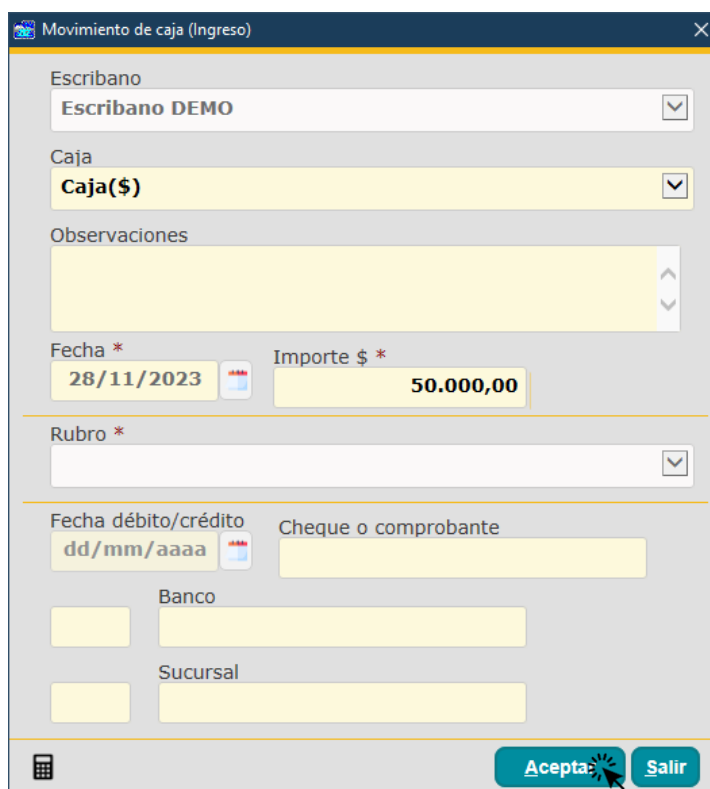 Movimiento de caja (Ingreso)
Escribano
Escribano DEMO
Caja
Caja($)
Observaciones
Fecha * Importe $ *
28/11/2023 50.000,00
Rubro *
Fecha débito/crédito Cheque o comprobante
dd/mm/aaaa
Banco
Sucursal
Aceptar Salir